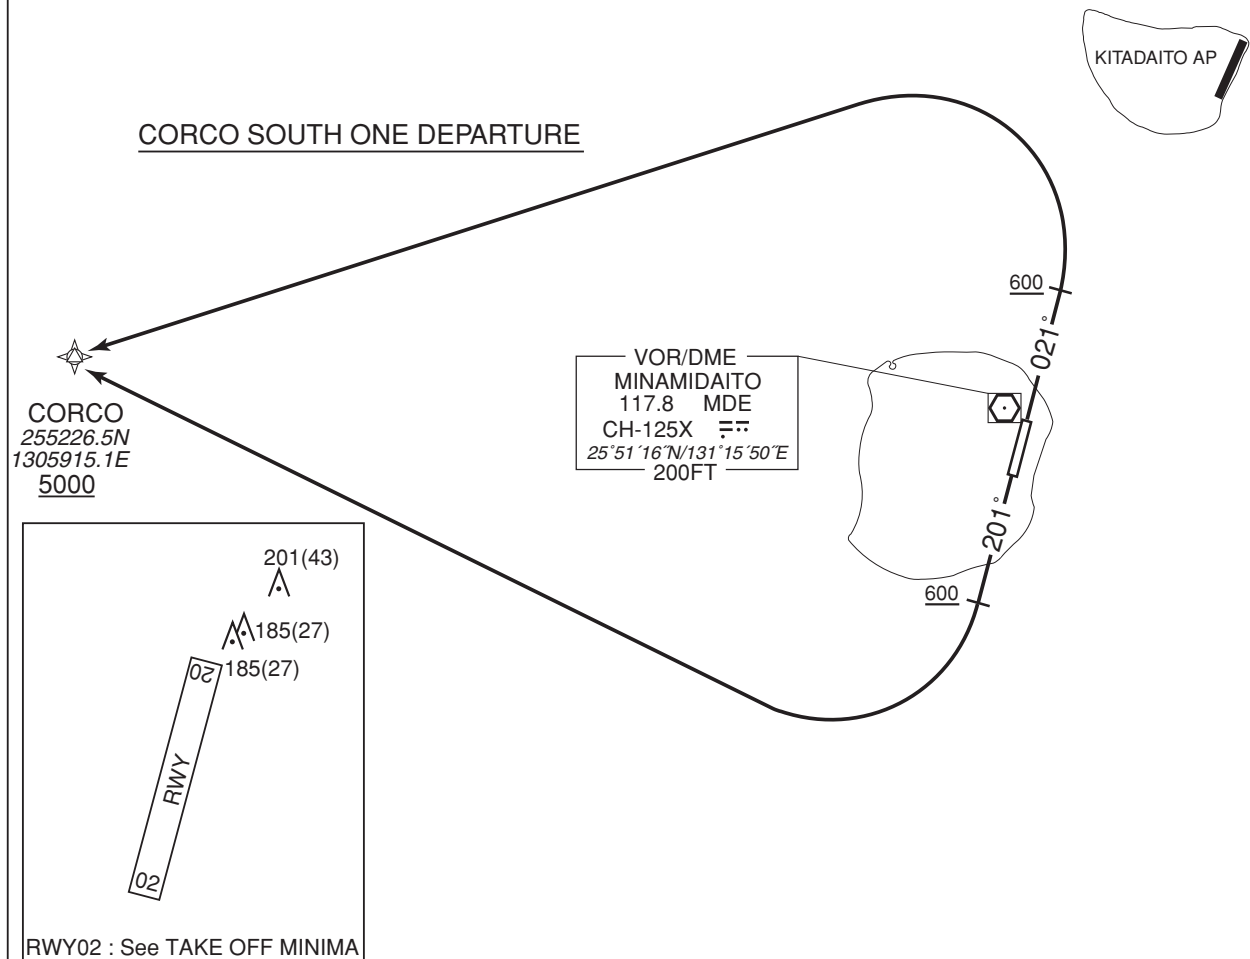 KITADAITO AP
CORCO SOUTH ONE DEPARTURE
600
021°
VOR/DME
MINAMIDAITO
117.8 MDE
CH-125X
25°51´16˝N/131°15´50˝E
200FT
CORCO
255226.5N
1305915.1E
5000
201°
600
201(43)
185(27)
185(27)
20
RWY
02
RWY02 : See TAKE OFF MINIMA